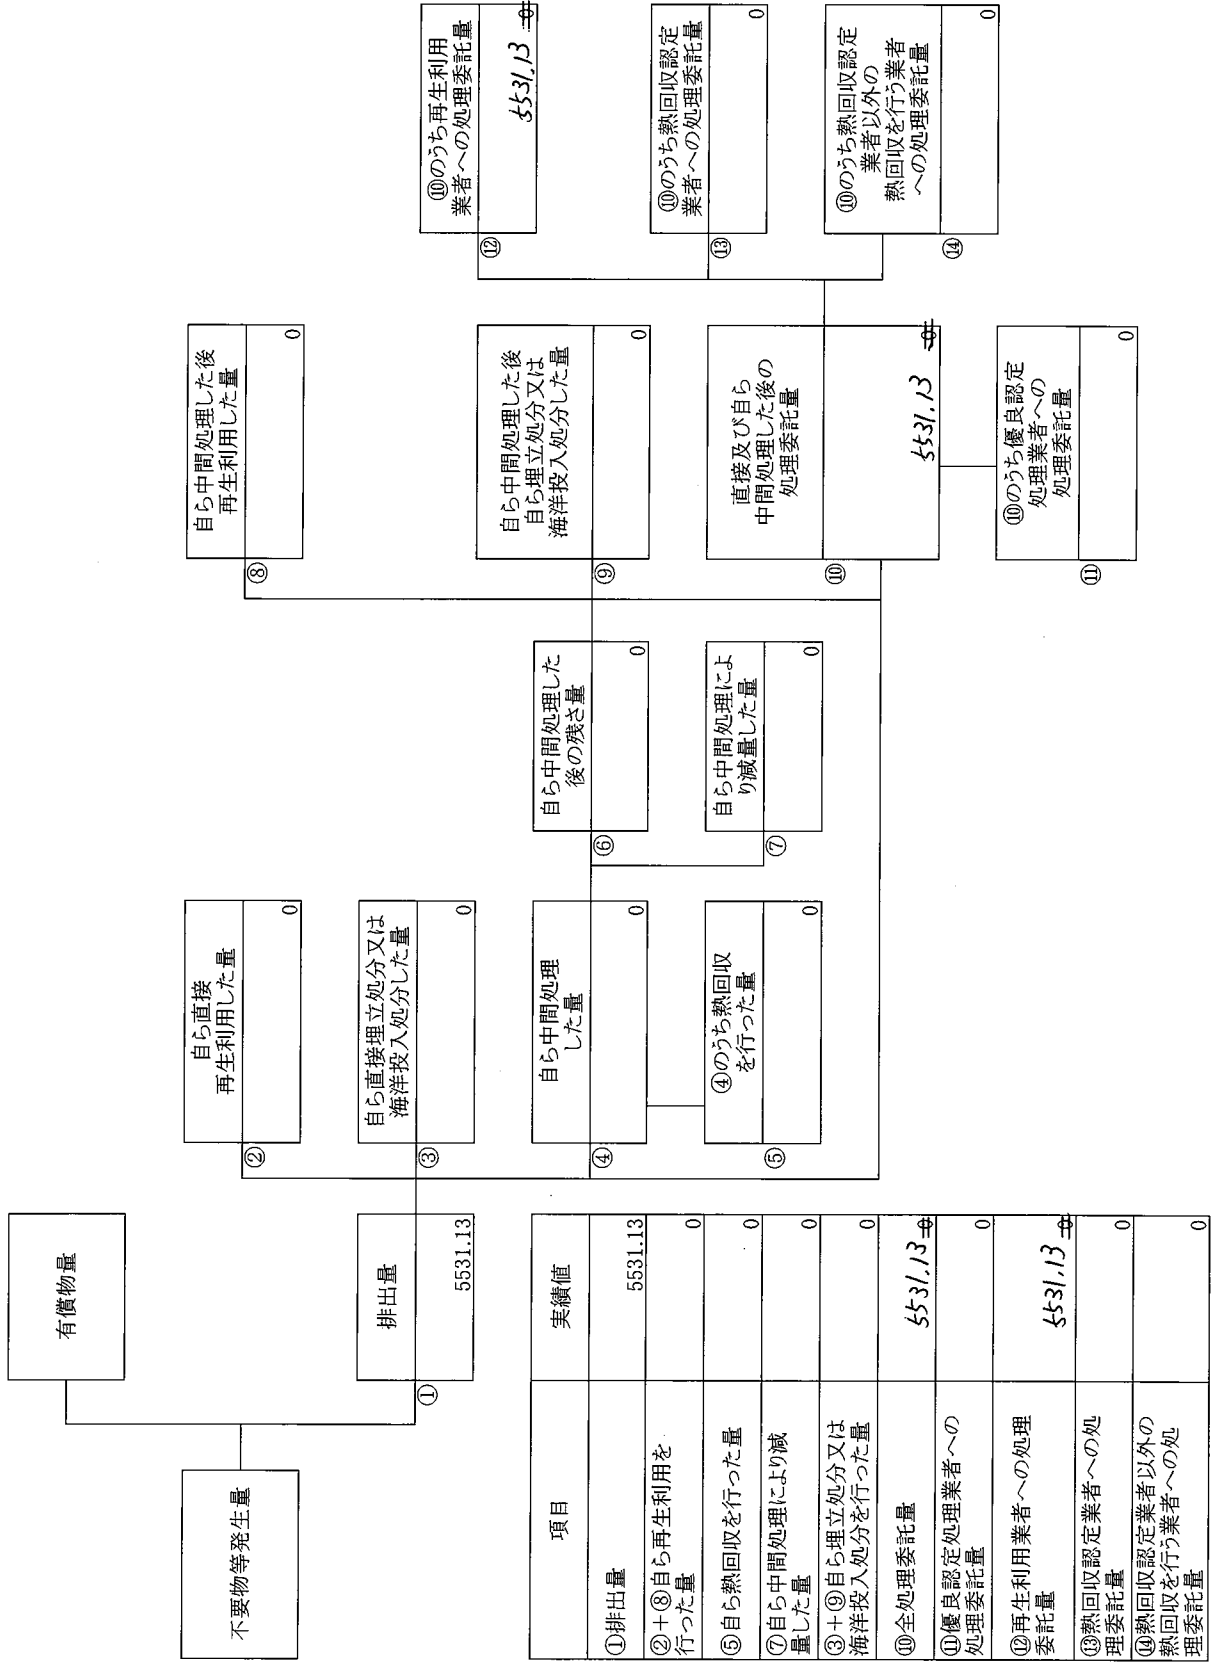 不要物等発生量
有償物量
①
排出量
5531.13
②
自ら直接
再生利用した量
0
③
自ら直接埋立処分又は
海洋投入処分した量
0
④
自ら中間処理
した量
0
⑤
④のうち熱回収
を行った量
0
⑥
自ら中間処理した
後の残さ量
0
⑦
自ら中間処理によ
り減量した量
0
⑧
自ら中間処理した後
再生利用した量
0
⑨
自ら中間処理した後
自ら埋立処分又は
海洋投入処分した量
0
⑩
直接及び自ら
中間処理した後の
処理委託量
5531.13 0
⑪
⑩のうち優良認定
処理業者への
処理委託量
0
⑫
⑩のうち再生利用
業者への処理委託量
5531.13 0
⑬
⑩のうち熱回収認定
業者への処理委託量
0
⑭
⑩のうち熱回収認定
業者以外の
熱回収を行う業者
への処理委託量
0
項目 実績値
①排出量 5531.13
②+⑧自ら再生利用を
行った量 0
⑤自ら熱回収を行った量 0
⑦自ら中間処理により減
量した量 0
③+⑨自ら埋立処分又は
海洋投入処分を行った量 0
⑩全処理委託量 5531.13 0
⑪優良認定処理業者への
処理委託量 0
⑫再生利用業者への処理
委託量 5531.13 0
⑬熱回収認定業者への処
理委託量 0
⑭熱回収認定業者以外の
熱回収を行う業者への処
理委託量 0